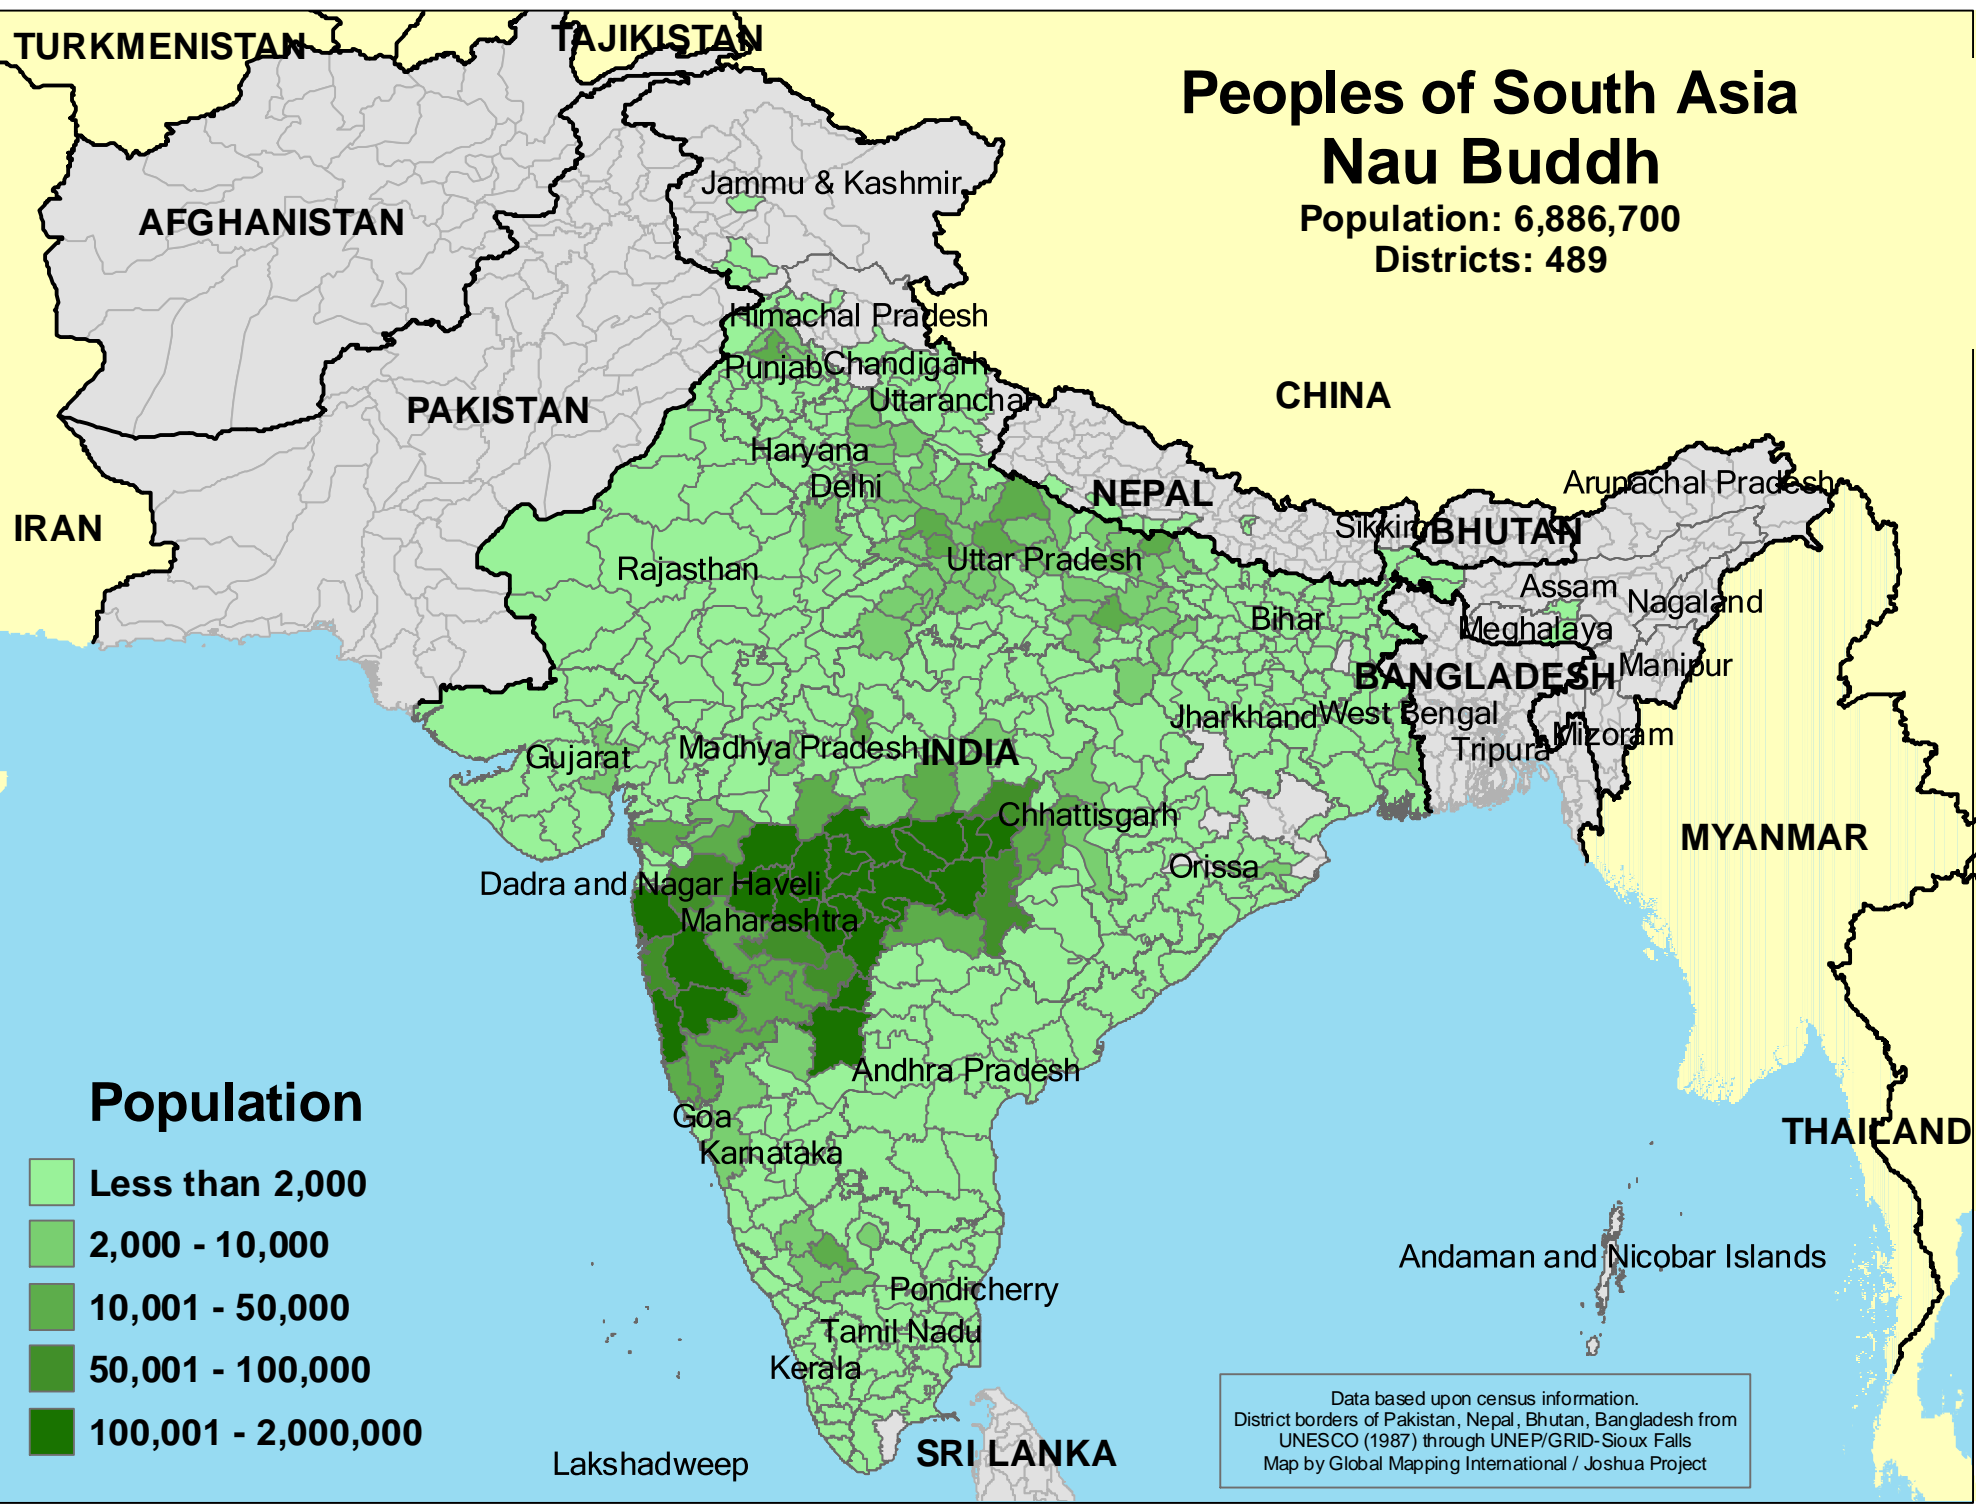 TURKMENISTAN
TAJIKISTAN
Peoples of South Asia
Nau Buddh
Population: 6,886,700
Districts: 489
Jammu & Kashmir
AFGHANISTAN
Himachal Pradesh
Punjab
Chandigarh
Uttaranchal
CHINA
PAKISTAN
Haryana
Delhi
NEPAL
Arunachal Pradesh
IRAN
Sikkim
BHUTAN
Rajasthan
Uttar Pradesh
Assam
Nagaland
Bihar
Meghalaya
BANGLADESH
Manipur
Jharkhand
West Bengal
Gujarat
Madhya Pradesh
INDIA
Tripura
Mizoram
Chhattisgarh
MYANMAR
Orissa
Dadra and Nagar Haveli
Maharashtra
Andhra Pradesh
Population
Goa
Karnataka
THAILAND
Less than 2,000
2,000 - 10,000
10,001 - 50,000
50,001 - 100,000
100,001 - 2,000,000
Andaman and Nicobar Islands
Pondicherry
Tamil Nadu
Kerala
Lakshadweep
SRI LANKA
Data based upon census information.
District borders of Pakistan, Nepal, Bhutan, Bangladesh from
UNESCO (1987) through UNEP/GRID-Sioux Falls
Map by Global Mapping International / Joshua Project